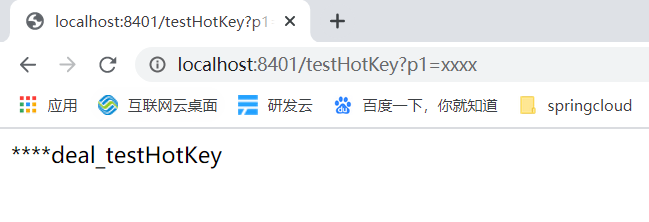 localhost:8401/testHotKey?p1=
localhost:8401/testHotKey?p1=xxxx
应用 互联网云桌面 研发云 du 百度一下，你就知道 springcloud
****deal_testHotKey